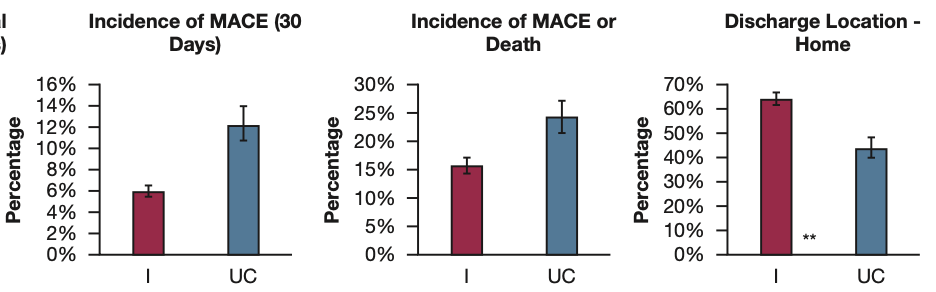 al
s)
Incidence of MACE (30
Days)
Percentage
16%
14%
12%
10%
8%
6%
4%
2%
0%
I
UC
Incidence of MACE or
Death
Percentage
30%
25%
20%
15%
10%
5%
0%
I
UC
Discharge Location -
Home
Percentage
70%
60%
50%
40%
30%
20%
10%
0%
**
I
UC